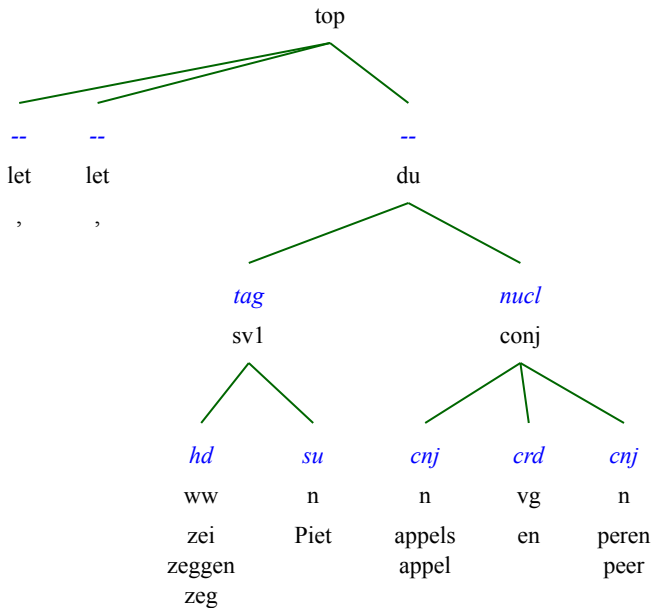 top
-- -- --
let let du
, ,
tag nucl
sv1 conj
hd su cnj crd cnj
ww n n vg n
zei Piet appels en peren
zeggen appel peer
zeg